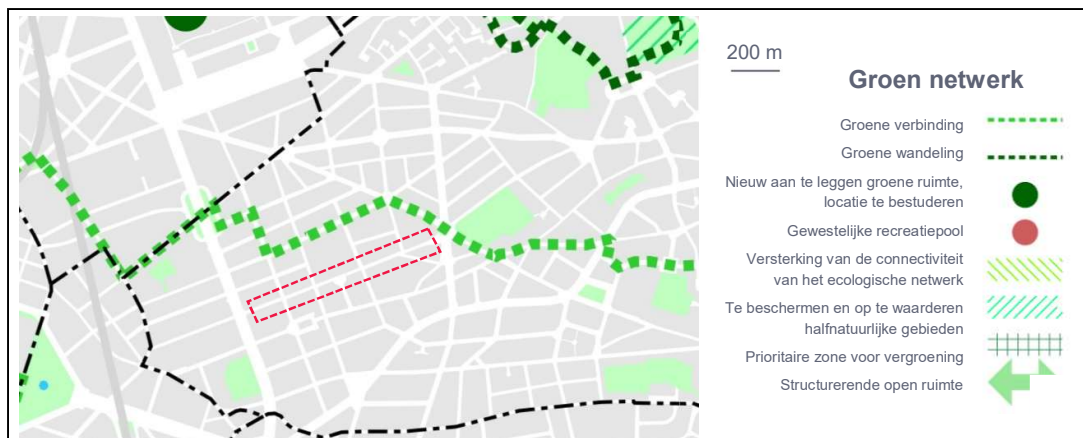 200 m
Groen netwerk
Groene verbinding
Groene wandeling
Nieuw aan te leggen groene ruimte,
locatie te bestuderen
Gewestelijke recreatiepool
Versterking van de connectiviteit
van het ecologische netwerk
Te beschermen en op te waarderen
halfnatuurlijke gebieden
Prioritaire zone voor vergroening
Structurerende open ruimte